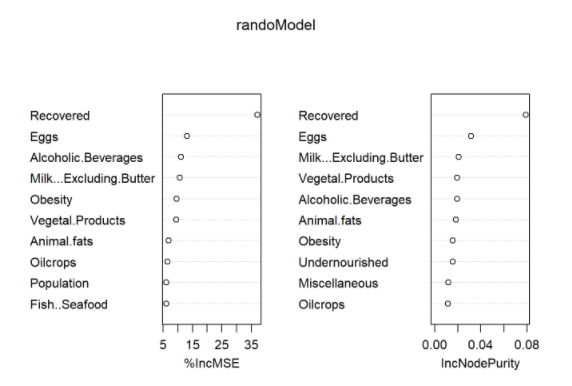 randoModel
Recovered
Eggs
Alcoholic.Beverages
Milk...Excluding.Butter
Obesity
Vegetal.Products
Animal.fats
Oilcrops
Population
Fish..Seafood
5 15 25 35
%IncMSE
Recovered
Eggs
Milk...Excluding.Butter
Vegetal.Products
Alcoholic.Beverages
Animal.fats
Obesity
Undernourished
Miscellaneous
Oilcrops
0.00 0.04 0.08
IncNodePurity